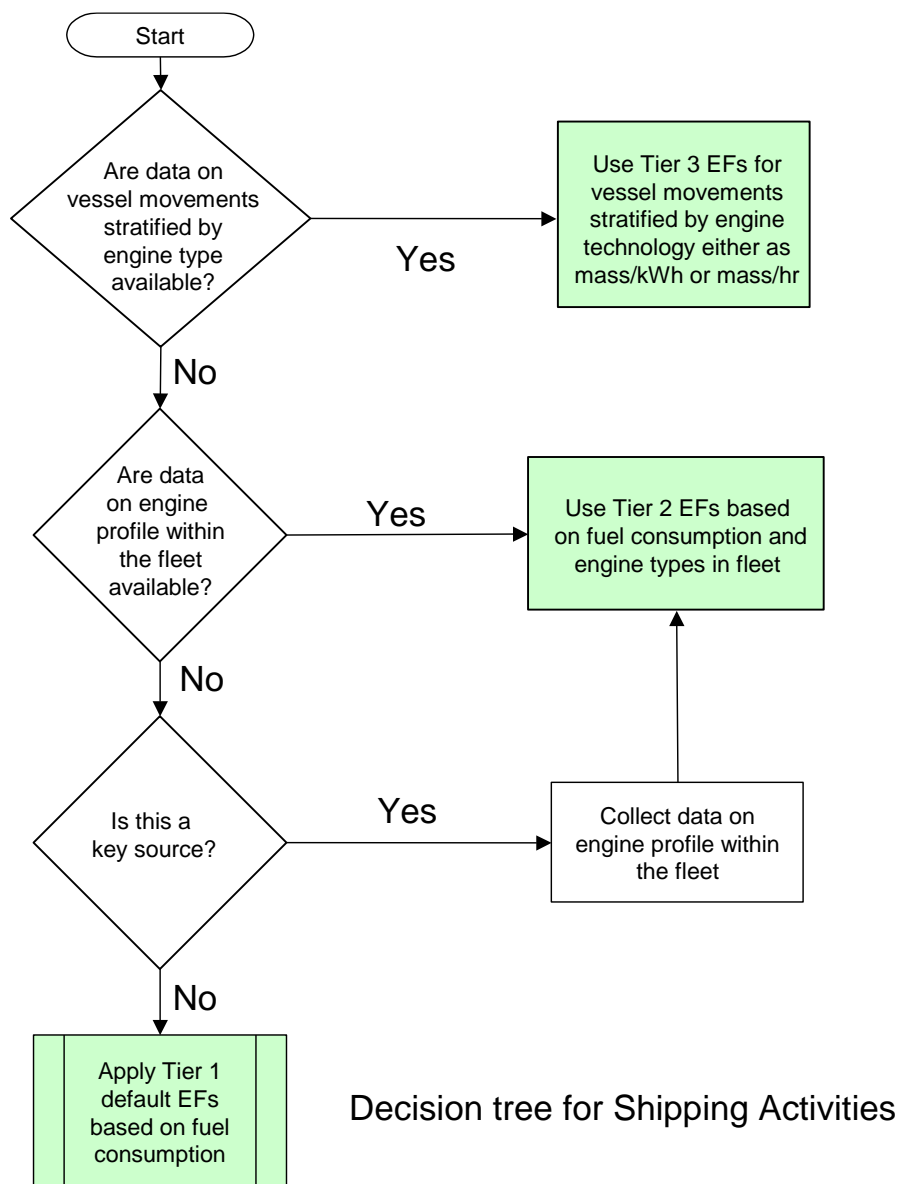 Start
Are data on
vessel movements
stratified by
engine type
available?
Yes
Use Tier 3 EFs for
vessel movements
stratified by engine
technology either as
mass/kWh or mass/hr
No
Are data
on engine
profile within
the fleet
available?
Yes
Use Tier 2 EFs based
on fuel consumption and
engine types in fleet
No
Is this a
key source?
Yes
Collect data on
engine profile within
the fleet
No
Apply Tier 1
default EFs
based on fuel
consumption
Decision tree for Shipping Activities